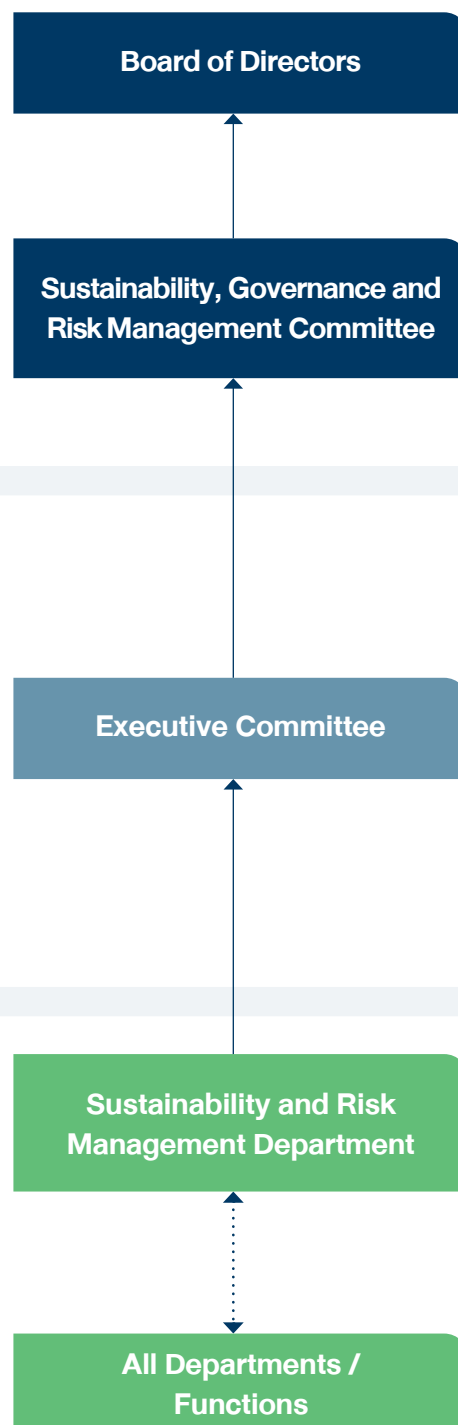 Board of Directors
Sustainability, Governance and
Risk Management Committee
Executive Committee
Sustainability and Risk
Management Department
All Departments /
Functions